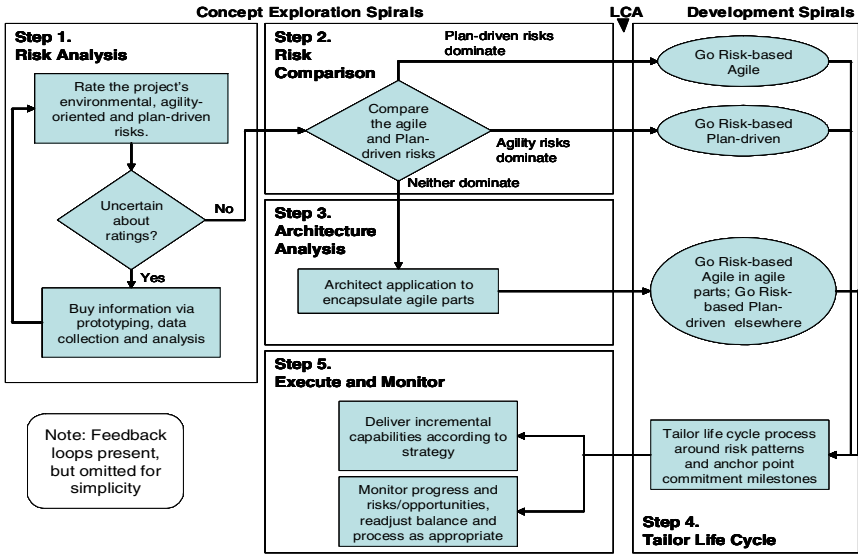 Concept Exploration Spirals
LCA
Development Spirals
Step 1.
Risk Analysis
Rate the project's
environmental, agility-
oriented and plan-driven
risks.
Uncertain
about
ratings?
No
Yes
Buy information via
prototyping, data
collection and analysis
Note: Feedback
loops present,
but omitted for
simplicity
Step 2.
Risk
Comparison
Plan-driven risks
dominate
Compare
the agile
and Plan-
driven risks
Agility risks
dominate
Neither dominate
Go Risk-based
Agile
Go Risk-based
Plan-driven
Step 3.
Architecture
Analysis
Architect application to
encapsulate agile parts
Go Risk-based
Agile in agile
parts; Go Risk-
based Plan-
driven elsewhere
Tailor life cycle process
around risk patterns
and anchor point
commitment milestones
Step 4.
Tailor Life Cycle
Step 5.
Execute and Monitor
Deliver incremental
capabilities according to
strategy
Monitor progress and
risks/opportunities,
readjust balance and
process as appropriate